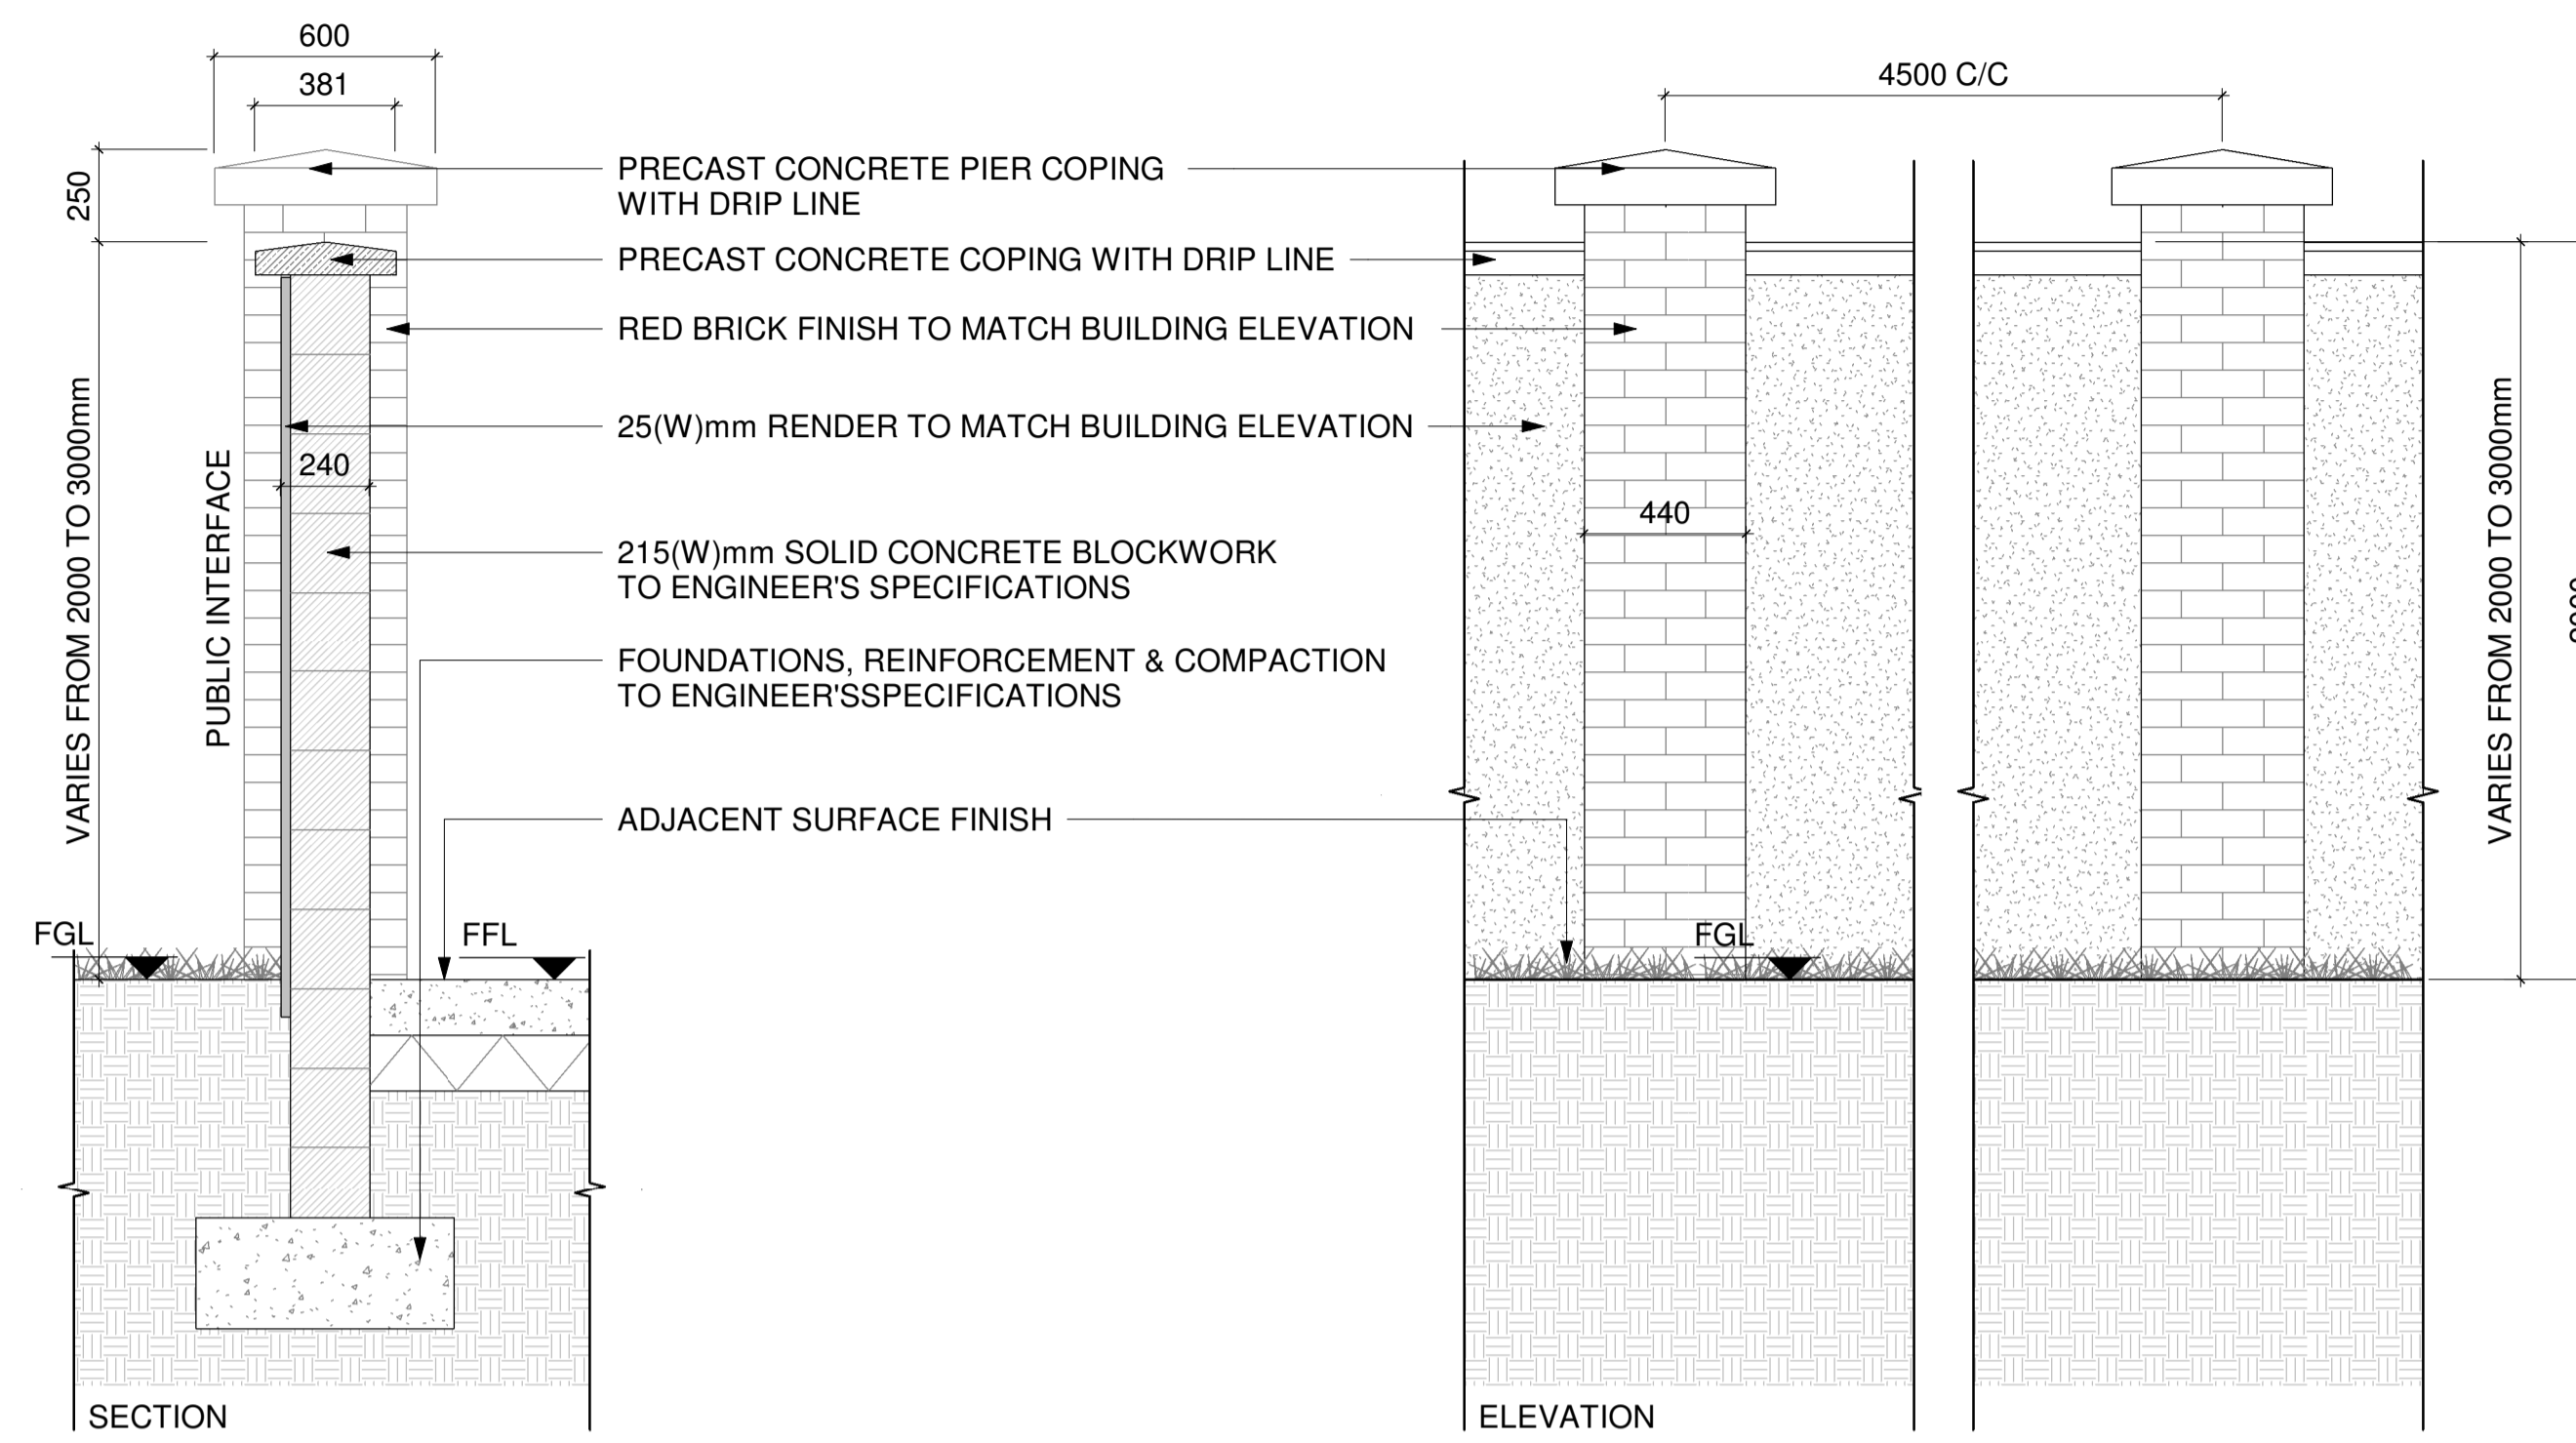 600
381
4500 C/C
250
PRECAST CONCRETE PIER COPING
WITH DRIP LINE
PRECAST CONCRETE COPING WITH DRIP LINE
RED BRICK FINISH TO MATCH BUILDING ELEVATION
25(W)mm RENDER TO MATCH BUILDING ELEVATION
240
440
215(W)mm SOLID CONCRETE BLOCKWORK
TO ENGINEER'S SPECIFICATIONS
FOUNDATIONS, REINFORCEMENT & COMPACTION
TO ENGINEER'SSPECIFICATIONS
ADJACENT SURFACE FINISH
VARIES FROM 2000 TO 3000mm
PUBLIC INTERFACE
VARIES FROM 2000 TO 3000mm
FGL
FFL
FGL
SECTION
ELEVATION